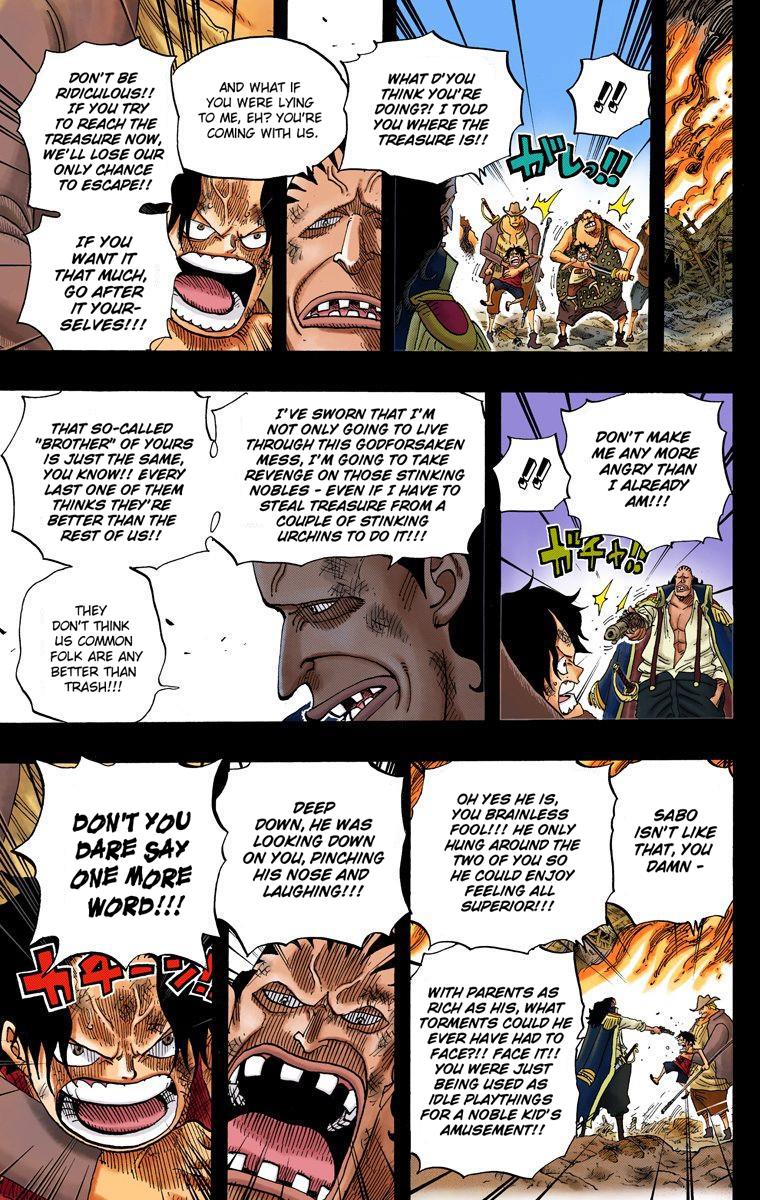 !!
WHAT D'YOU
THINK YOU'RE
DOING?! I TOLD
YOU WHERE THE
TREASURE IS!!
ガしっ!!
AND WHAT IF
YOU WERE LYING
TO ME, EH? YOU'RE
COMING WITH US.
DON'T BE
RIDICULOUS!!
IF YOU TRY
TO REACH THE
TREASURE NOW,
WE'LL LOSE OUR
ONLY CHANCE
TO ESCAPE!!
IF YOU
WANT IT
THAT MUCH,
GO AFTER
IT YOUR-
SELVES!!!
DON'T MAKE
ME ANY MORE
ANGRY THAN
I ALREADY
AM!!!
!!
ガチャ!!
I'VE SWORN THAT I'M
NOT ONLY GOING TO LIVE
THROUGH THIS GODFORSAKEN
MESS, I'M GOING TO TAKE
REVENGE ON THOSE STINKING
NOBLES - EVEN IF I HAVE TO
STEAL TREASURE FROM A
COUPLE OF STINKING
URCHINS TO DO IT!!!
THAT SO-CALLED
"BROTHER" OF YOURS
IS JUST THE SAME,
YOU KNOW!! EVERY
LAST ONE OF THEM
THINKS THEY'RE
BETTER THAN THE
REST OF US!!
THEY
DON'T THINK
US COMMON
FOLK ARE ANY
BETTER THAN
TRASH!!!
SABO
ISN'T LIKE
THAT, YOU
DAMN -
OH YES HE IS,
YOU BRAINLESS
FOOL!!! HE ONLY
HUNG AROUND THE
TWO OF YOU SO
HE COULD ENJOY
FEELING ALL
SUPERIOR!!!
WITH PARENTS AS
RICH AS HIS, WHAT
TORMENTS COULD HE
EVER HAVE HAD TO
FACE?!! FACE IT!!
YOU WERE JUST
BEING USED AS
IDLE PLAYTHINGS
FOR A NOBLE KID'S
AMUSEMENT!!
DEEP
DOWN, HE WAS
LOOKING DOWN
ON YOU, PINCHING
HIS NOSE AND
LAUGHING!!!
DON'T YOU
DARE SAY
ONE MORE
WORD!!!
カチーン!!